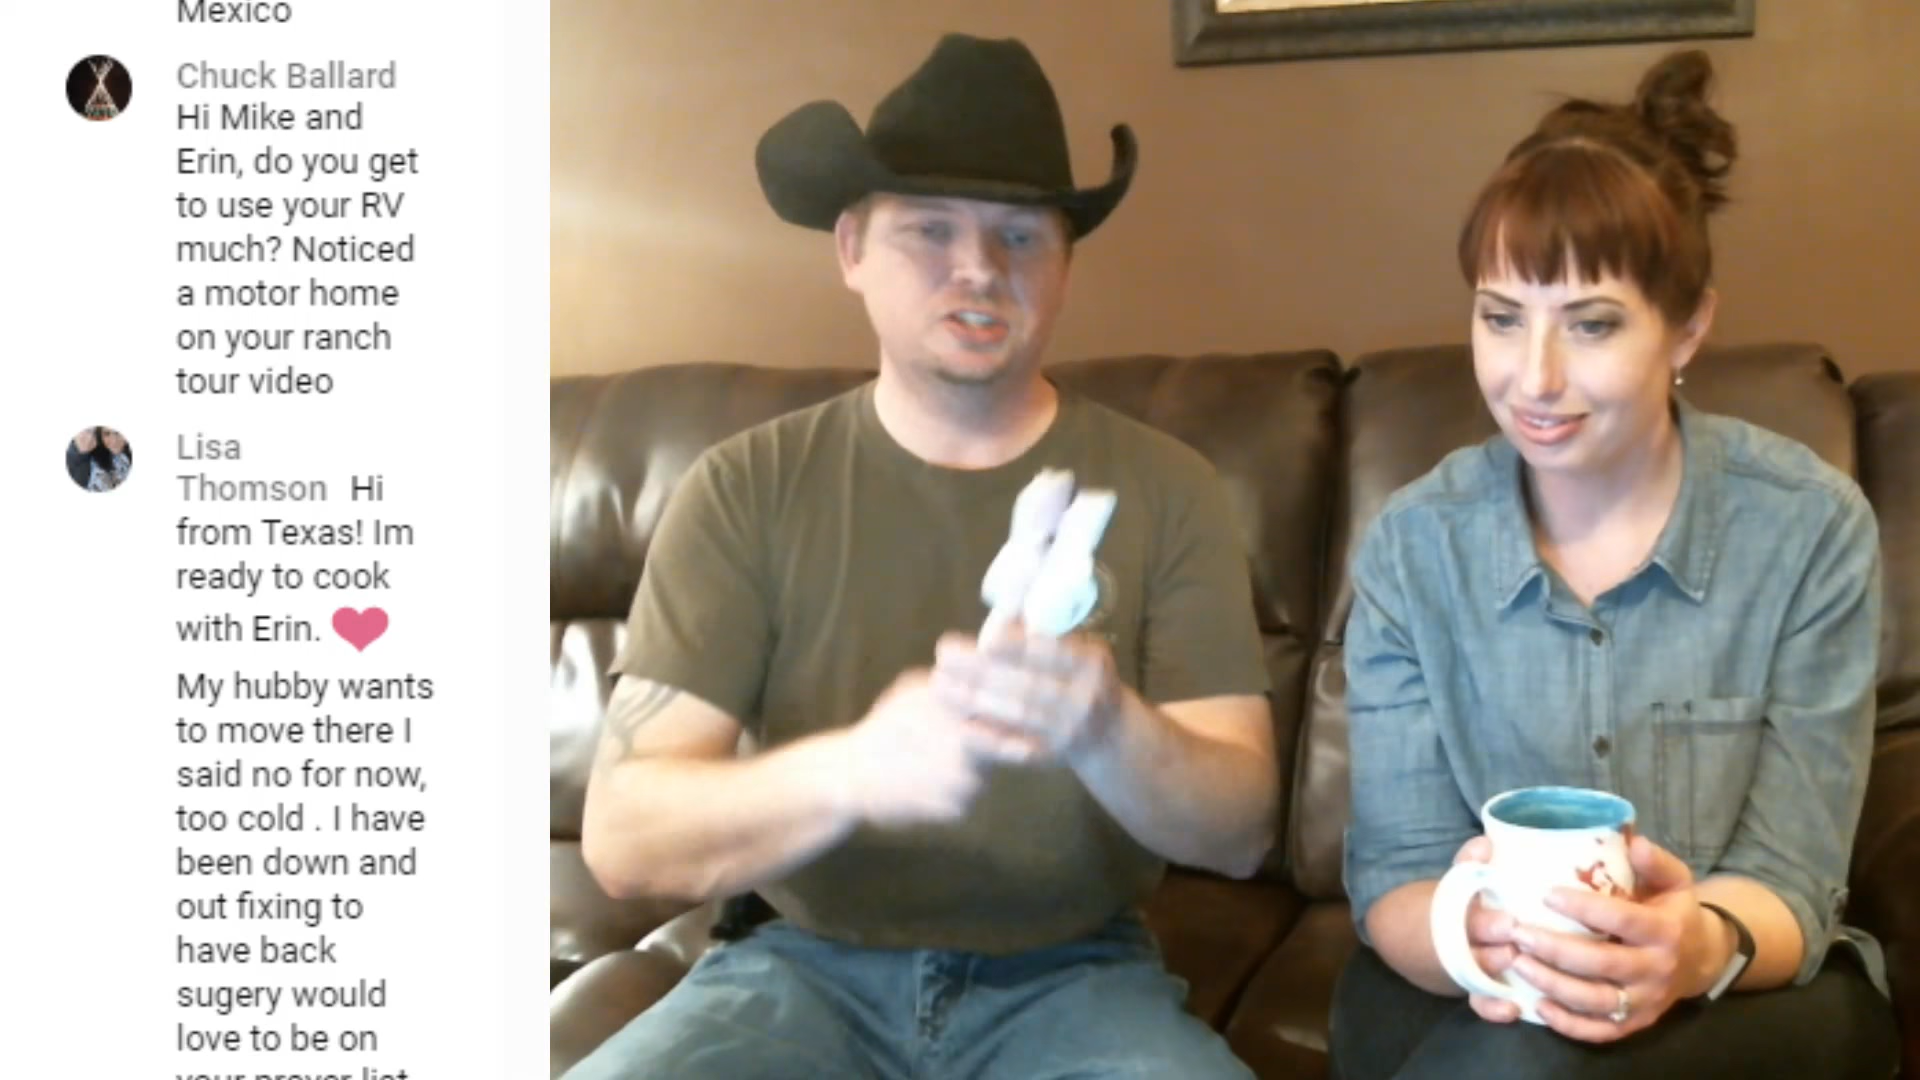 Mexico
Chuck Ballard
Hi Mike and
Erin, do you get
to use your RV
much? Noticed
a motor home
on your ranch
tour video
Lisa
Thomson Hi
from Texas! Im
ready to cook
with Erin.
My hubby wants
to move there I
said no for now,
too cold . I have
been down and
out fixing to
have back
sugery would
love to be on
your prayer list